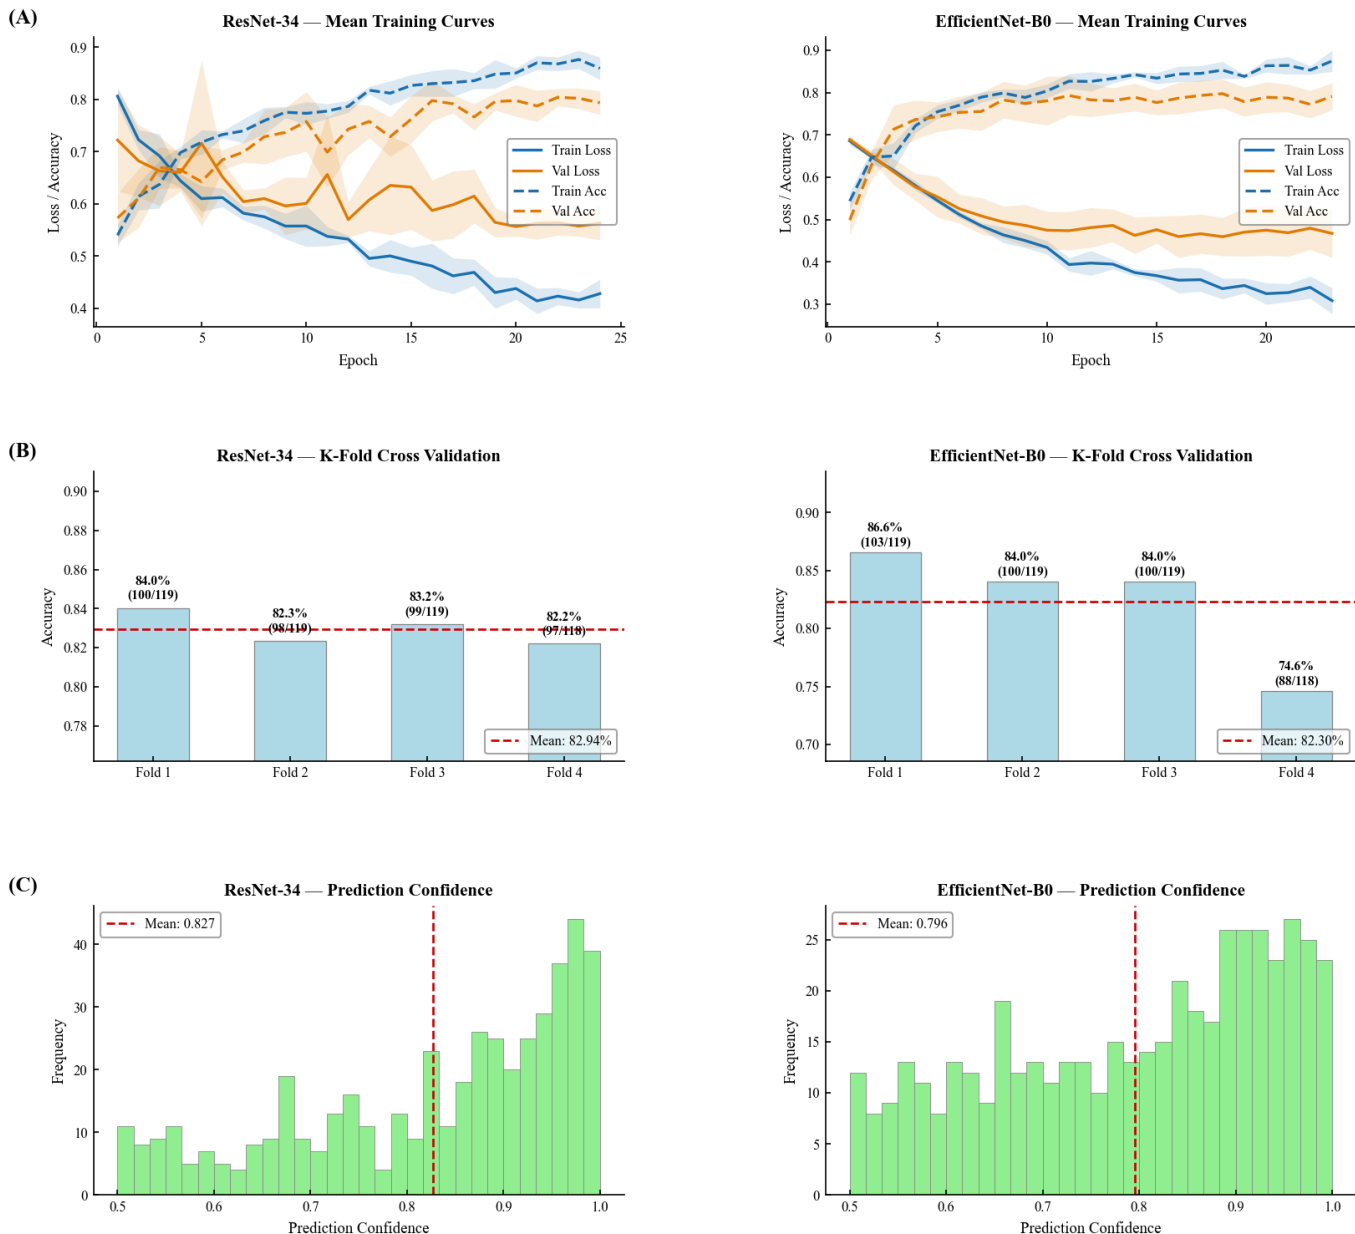 (A)
ResNet-34 — Mean Training Curves
0.9
0.8
0.7
0.6
0.5
0.4
Loss / Accuracy
Train Loss
Val Loss
Train Acc
Val Acc
0
5
10
15
20
25
Epoch
EfficientNet-B0 — Mean Training Curves
0.9
0.8
0.7
0.6
0.5
0.4
0.3
Loss / Accuracy
Train Loss
Val Loss
Train Acc
Val Acc
0
5
10
15
20
Epoch
(B)
ResNet-34 — K-Fold Cross Validation
0.90
0.88
0.86
0.84
0.82
0.80
0.78
Accuracy
84.0%
(100/119)
82.3%
(98/119)
83.2%
(99/119)
82.2%
(97/118)
Mean: 82.94%
Fold 1
Fold 2
Fold 3
Fold 4
EfficientNet-B0 — K-Fold Cross Validation
0.90
0.85
0.80
0.75
0.70
Accuracy
86.6%
(103/119)
84.0%
(100/119)
84.0%
(100/119)
74.6%
(88/118)
Mean: 82.30%
Fold 1
Fold 2
Fold 3
Fold 4
(C)
ResNet-34 — Prediction Confidence
Mean: 0.827
40
30
20
10
0
Frequency
0.5
0.6
0.7
0.8
0.9
1.0
Prediction Confidence
EfficientNet-B0 — Prediction Confidence
Mean: 0.796
25
20
15
10
5
0
Frequency
0.5
0.6
0.7
0.8
0.9
1.0
Prediction Confidence